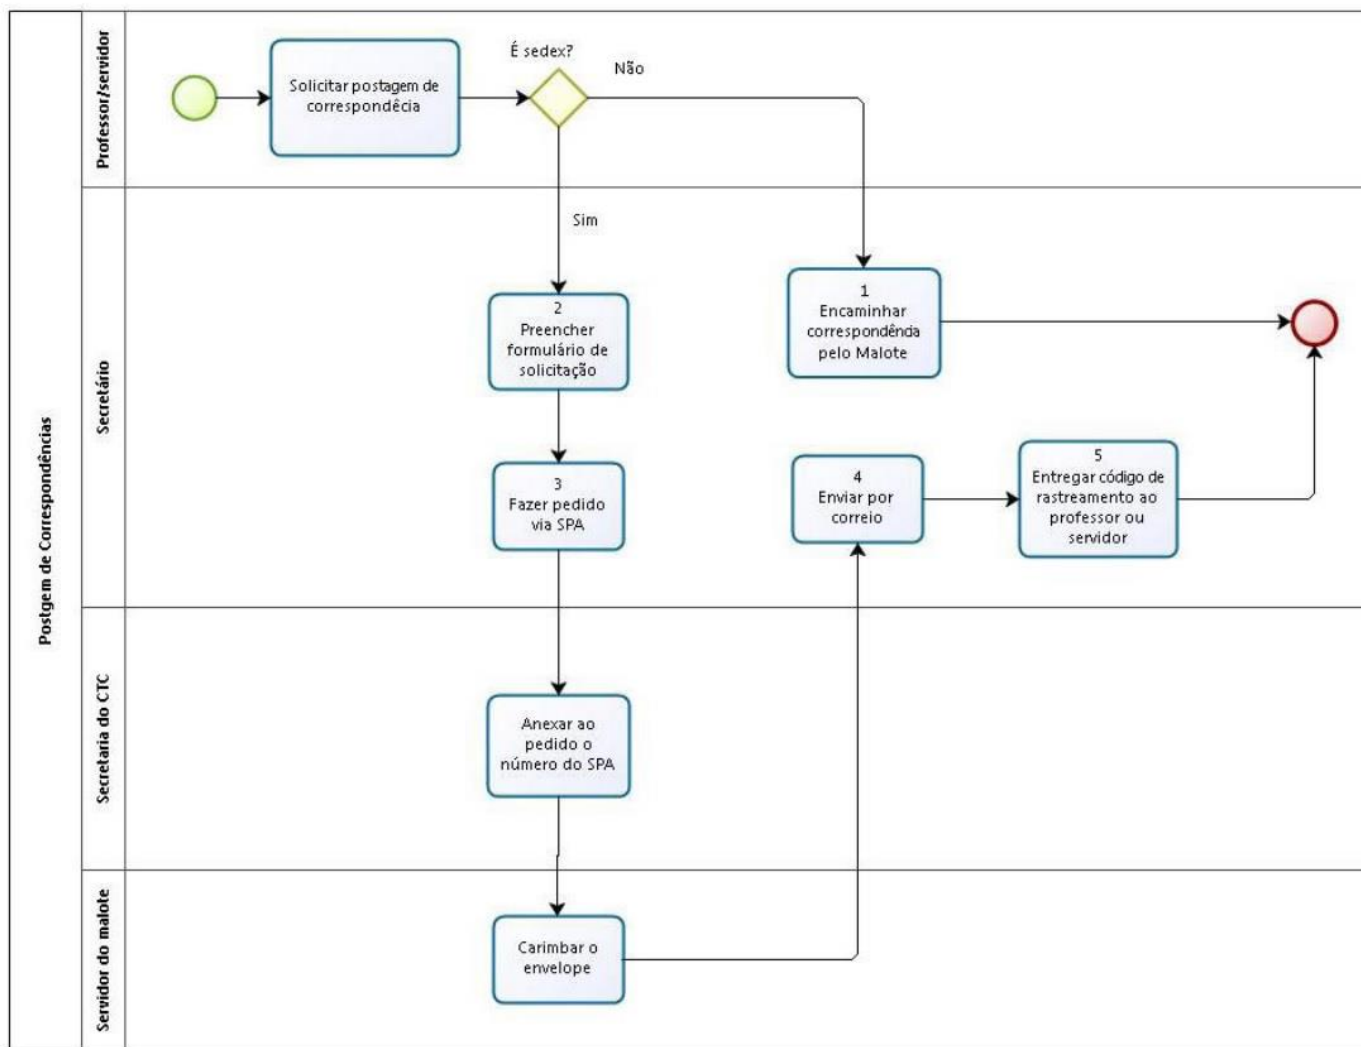 Postgem de Correspondências
Professor/servidor
Solicitar postagem de
correspondêcia
É sedex?
Não
Sim
Secretário
2
Preencher
formulário de
solicitação
1
Encaminhar
correspondência
pelo Malote
3
Fazer pedido
via SPA
4
Enviar por
correio
5
Entregar código de
rastreamento ao
professor ou
servidor
Secretaria do CTC
Anexar ao
pedido o
número do SPA
Servidor do malote
Carimbar o
envelope